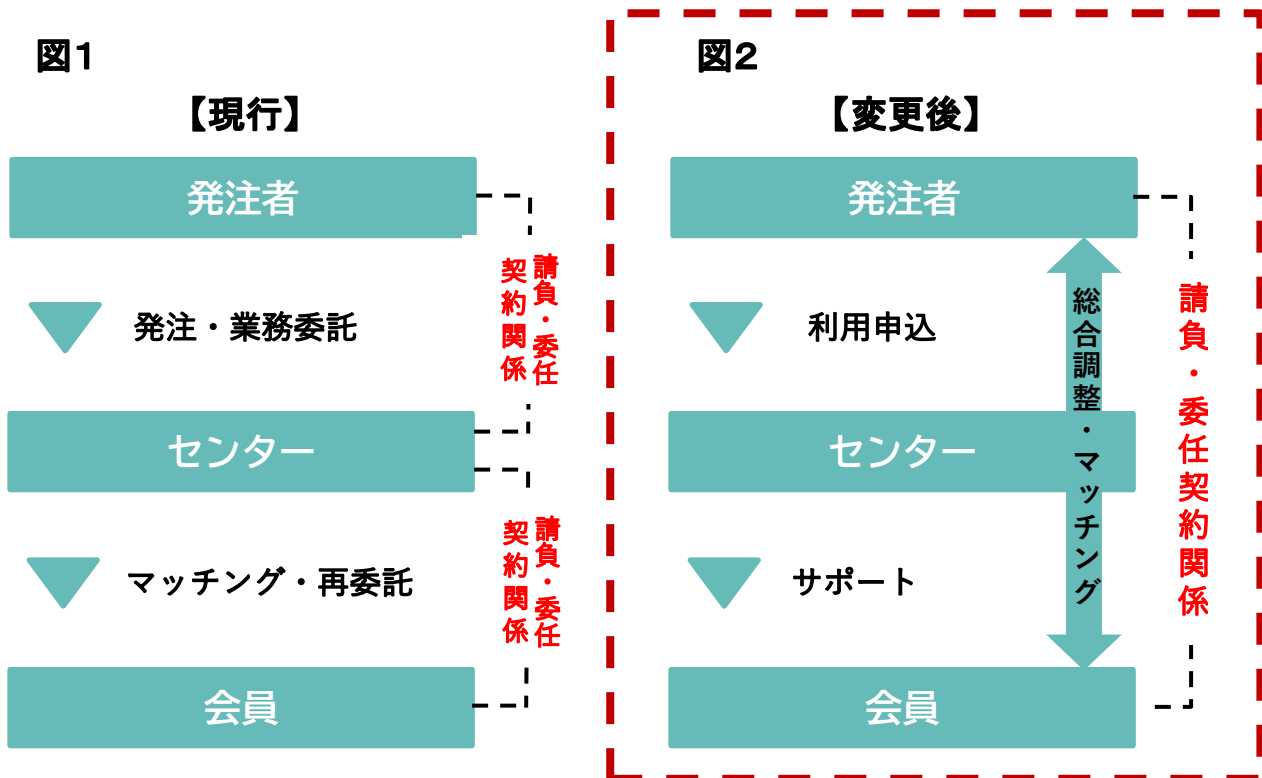 図1
【現行】
発注者
発注・業務委託
請負・委任
契約関係
センター
マッチング・再委託
請負・委任
契約関係
会員
図2
【変更後】
発注者
利用申込
総合調整・マッチング
請負・委任契約関係
センター
サポート
会員